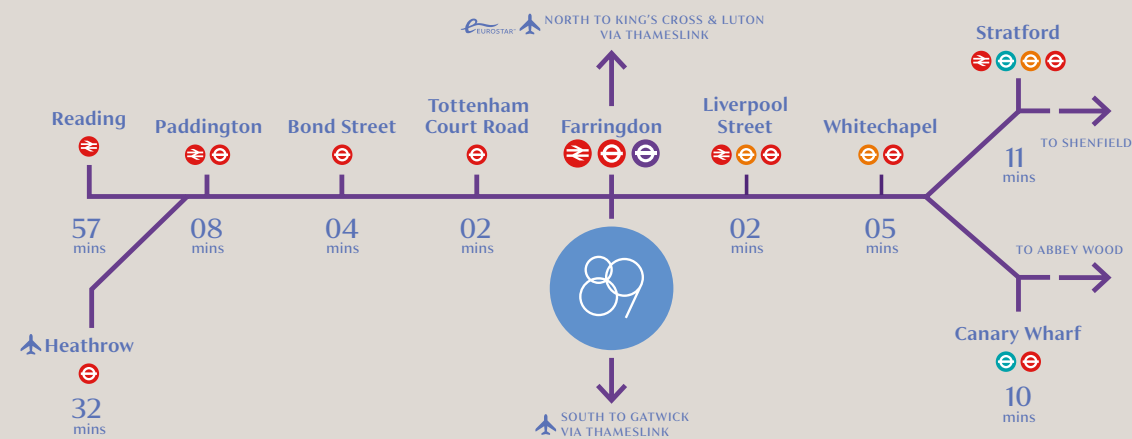 EUROSTAR
NORTH TO KING'S CROSS & LUTON
VIA THAMESLINK
Stratford
Reading
Paddington
Bond Street
Tottenham
Court Road
Farringdon
Liverpool
Street
Whitechapel
TO SHENFIELD
11
mins
57
mins
08
mins
04
mins
02
mins
02
mins
05
mins
TO ABBEY WOOD
89
Heathrow
32
mins
Canary Wharf
10
mins
SOUTH TO GATWICK
VIA THAMESLINK